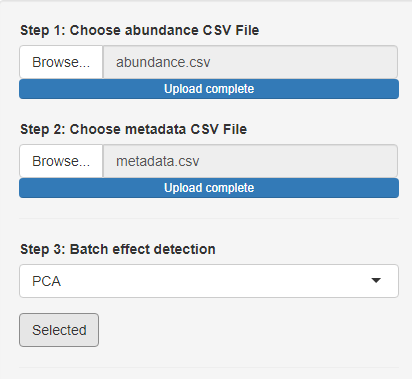 Step 1: Choose abundance CSV File
Browse... abundance.csv
Upload complete
Step 2: Choose metadata CSV File
Browse... metadata.csv
Upload complete
Step 3: Batch effect detection
PCA
Selected